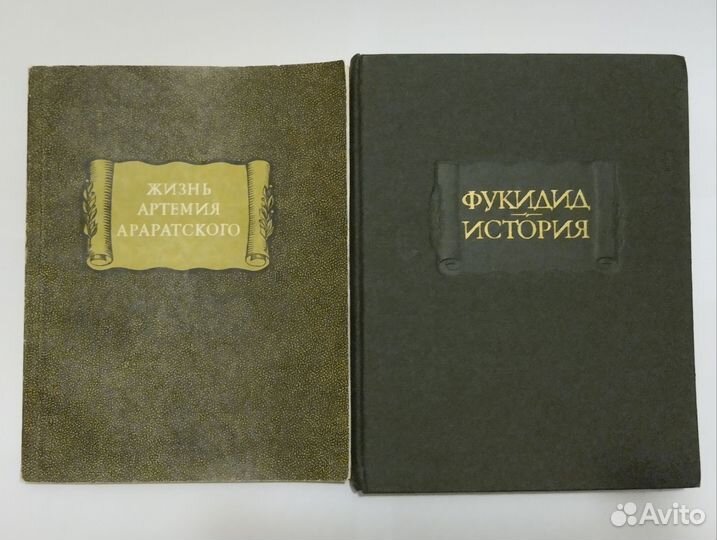 ЖИЗНЬ
АРТЕМИЯ
АРАРАТСКОГО
ФУКИДИД
ИСТОРИЯ
Avito